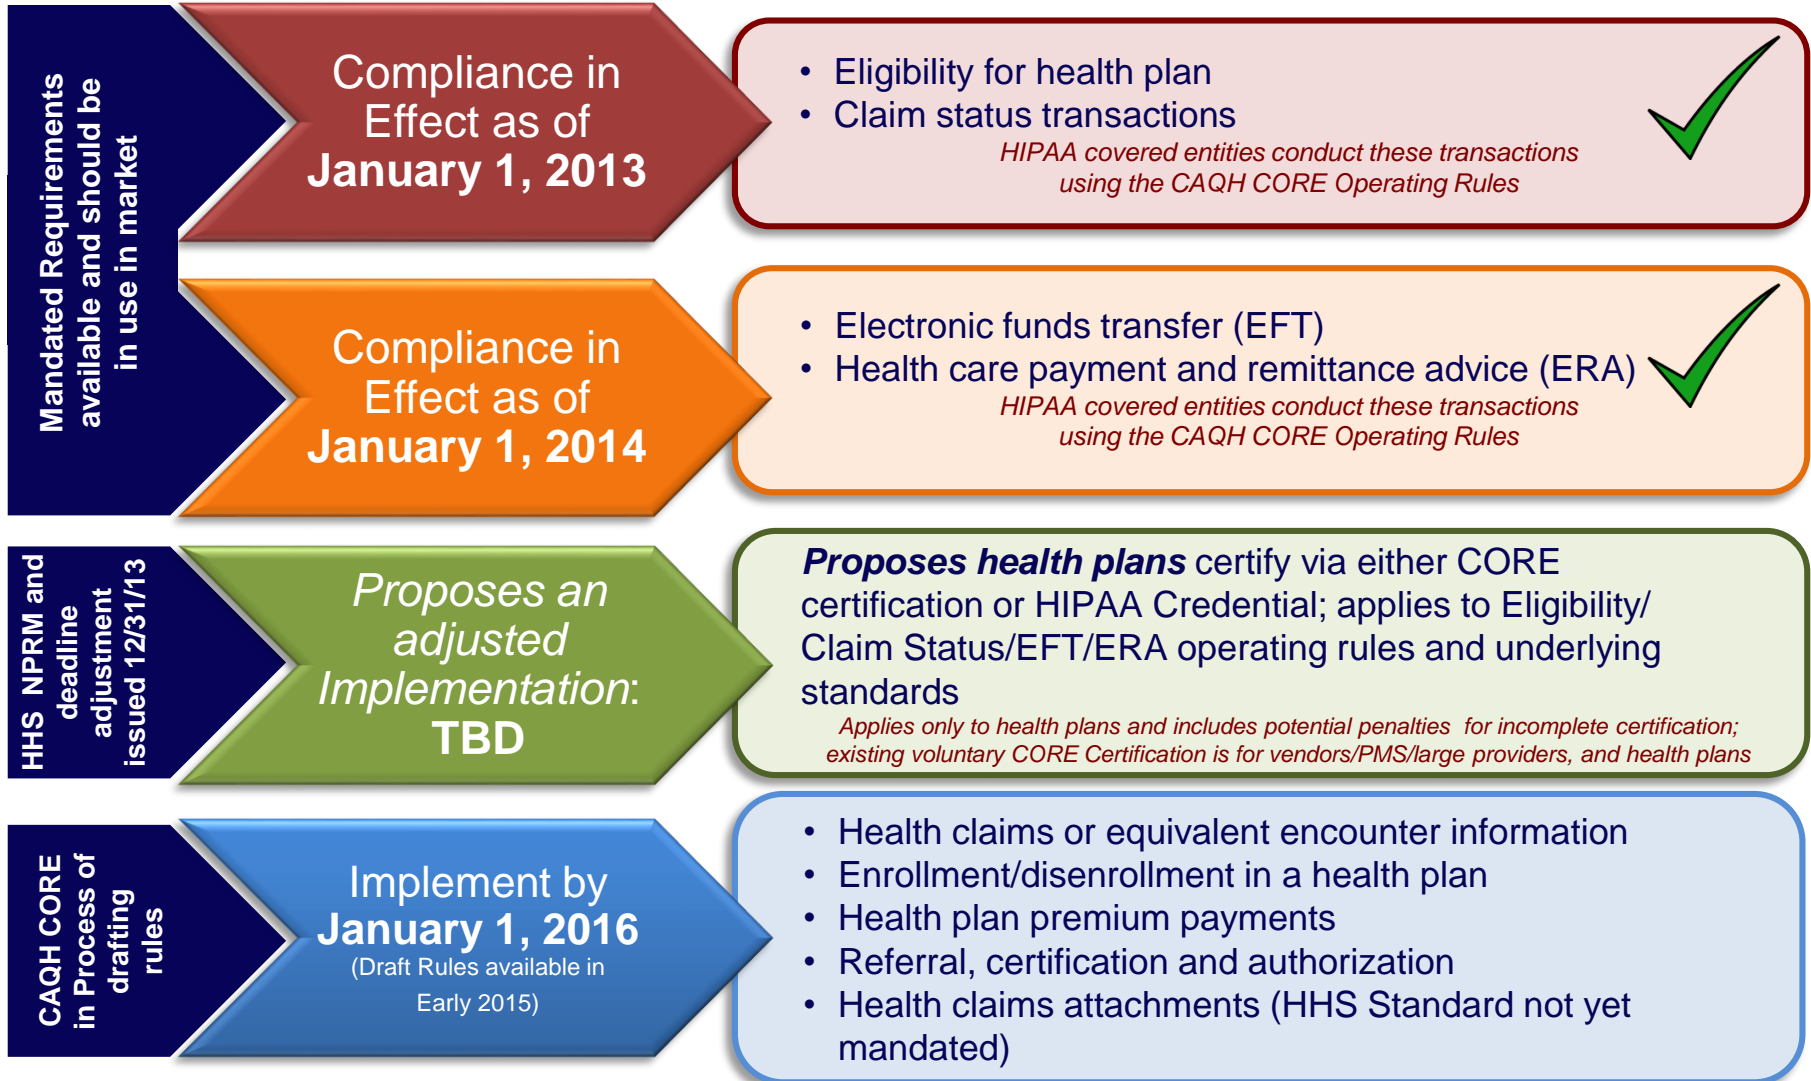 Mandated Requirements
available and should be
in use in market
Compliance in
Effect as of
January 1, 2013
• Eligibility for health plan
• Claim status transactions
HIPAA covered entities conduct these transactions
using the CAQH CORE Operating Rules
Compliance in
Effect as of
January 1, 2014
• Electronic funds transfer (EFT)
• Health care payment and remittance advice (ERA)
HIPAA covered entities conduct these transactions
using the CAQH CORE Operating Rules
HHS NPRM and
deadline
adjustment
issued 12/31/13
Proposes an
adjusted
Implementation:
TBD
Proposes health plans certify via either CORE
certification or HIPAA Credential; applies to Eligibility/
Claim Status/EFT/ERA operating rules and underlying
standards
Applies only to health plans and includes potential penalties for incomplete certification;
existing voluntary CORE Certification is for vendors/PMS/large providers, and health plans
CAQH CORE
in Process of
drafting
rules
Implement by
January 1, 2016
(Draft Rules available in
Early 2015)
• Health claims or equivalent encounter information
• Enrollment/disenrollment in a health plan
• Health plan premium payments
• Referral, certification and authorization
• Health claims attachments (HHS Standard not yet
mandated)